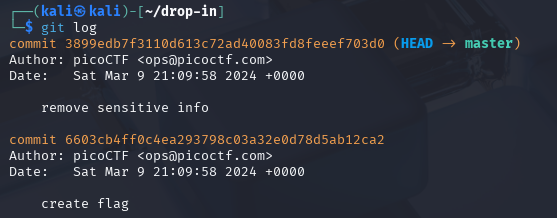 ┌──(kali㉿kali)-[~/drop-in]
└─$ git log
commit 3899edb7f3110d613c72ad40083fd8feeef703d0 (HEAD -> master)
Author: picoCTF <ops@picoctf.com>
Date:   Sat Mar 9 21:09:58 2024 +0000
    remove sensitive info
commit 6603cb4ff0c4ea293798c03a32e0d78d5ab12ca2
Author: picoCTF <ops@picoctf.com>
Date:   Sat Mar 9 21:09:58 2024 +0000
    create flag